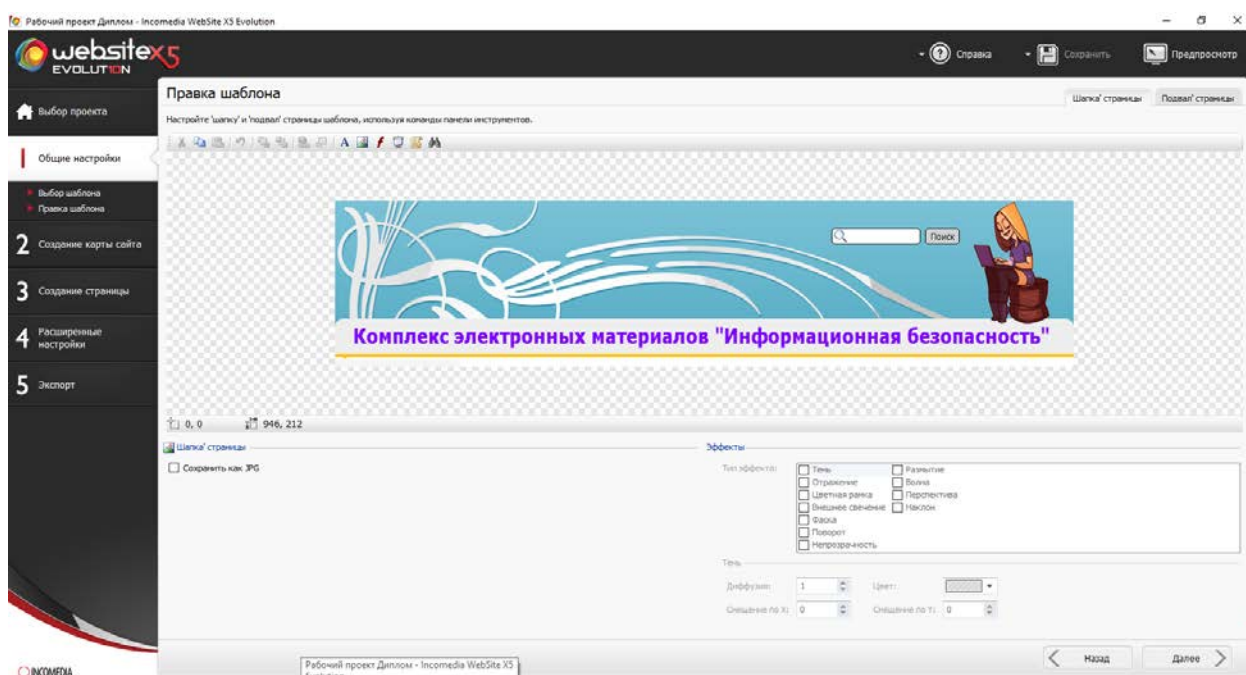 Рабочий проект Диплом - Incomedia WebSite X5 Evolution
websitex5
EVOLUTION
Справка
Сохранить
Предпросмотр
Выбор проекта
Общие настройки
Выбор шаблона
Правка шаблона
2 Создание карты сайта
3 Создание страницы
4 Расширенные
настройки
5 Экспорт
INCOMEDIA
Правка шаблона
Шапка' страницы
Подвал' страницы
Настройте 'шапку' и 'подвал' страницы шаблона, используя команды панели инструментов.
Поиск
Комплекс электронных материалов "Информационная безопасность"
0, 0 946, 212
Шапка' страницы
Сохранить как JPG
Эффекты
Тип эффекта:
Тень Размытие
Отражение Волна
Цветная рамка Перспектива
Внешнее свечение Наклон
Фаска
Поворот
Непрозрачность
Тень
Диффузия: 1 Цвет:
Смещение по X: 0 Смещение по Y: 0
Назад Далее
Рабочий проект Диплом - Incomedia WebSite X5